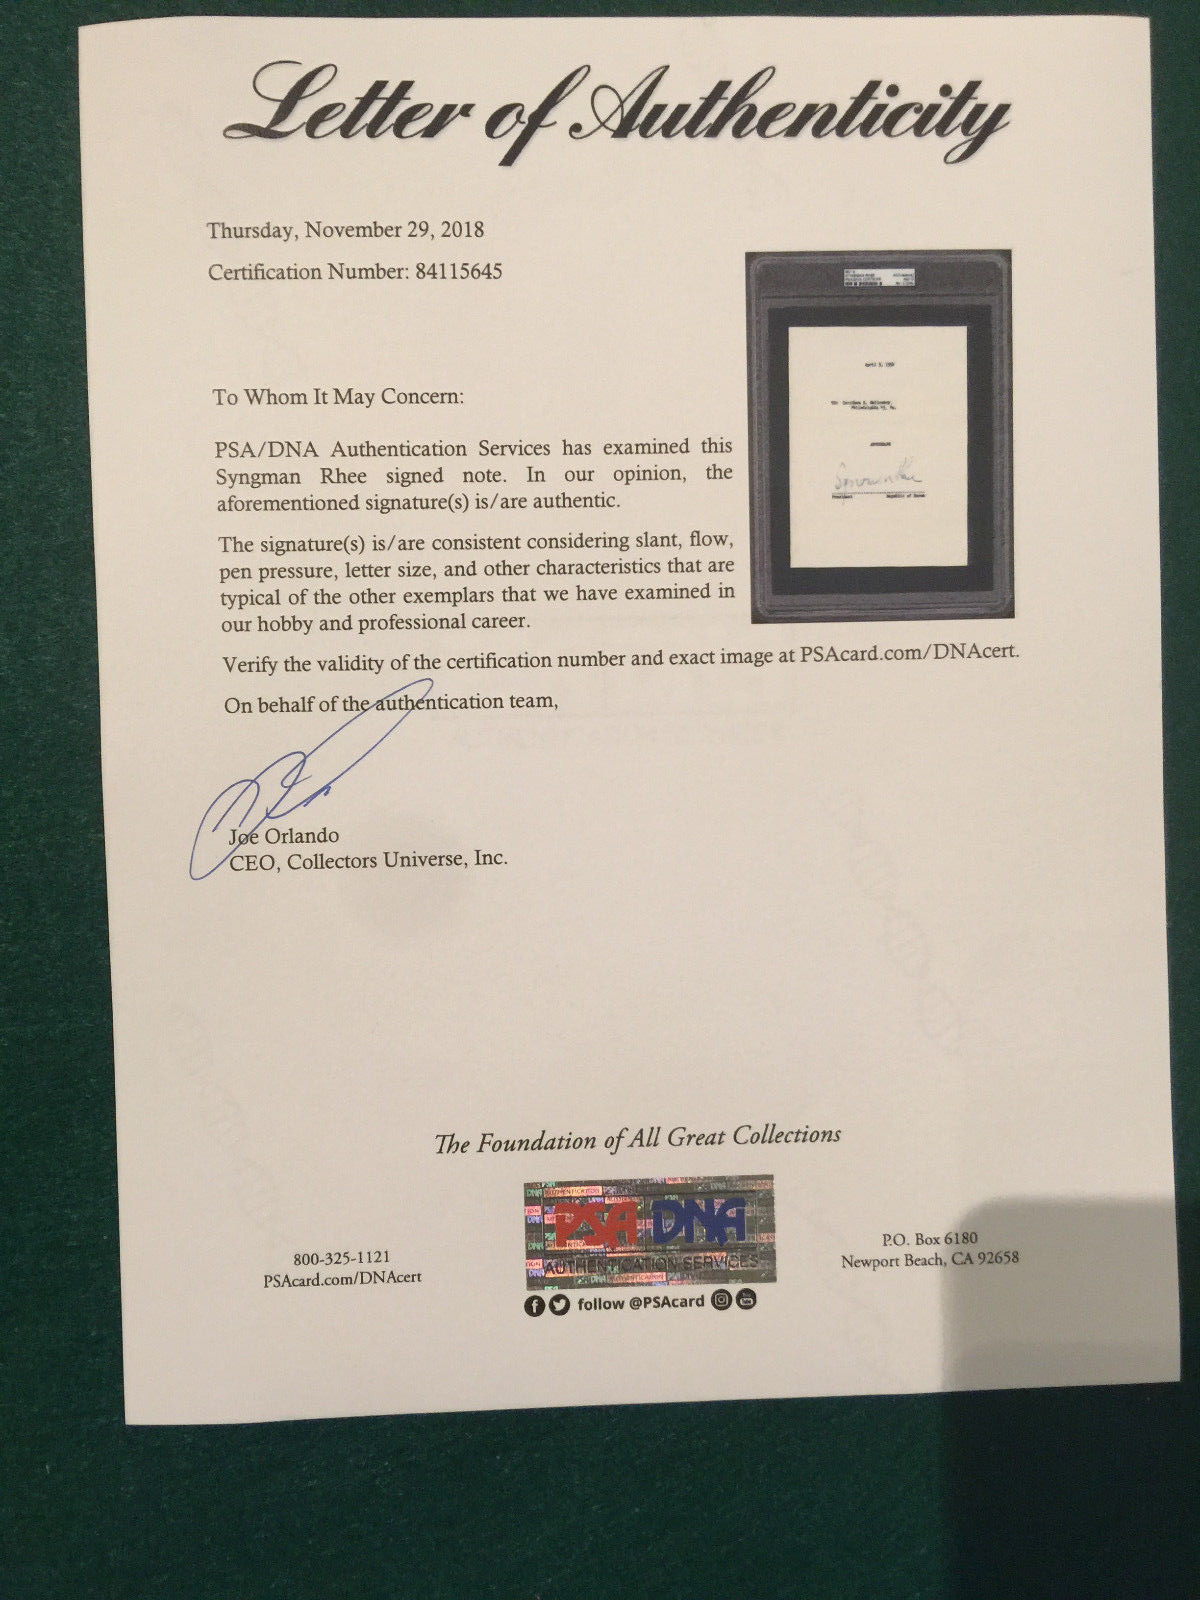 Letter of Authenticity
Thursday, November 29, 2018
Certification Number: 84115645
To Whom It May Concern:
PSA/DNA Authentication Services has examined this
Syngman Rhee signed note. In our opinion, the
aforementioned signature(s) is/are authentic.
The signature(s) is/are consistent considering slant, flow,
pen pressure, letter size, and other characteristics that are
typical of the other exemplars that we have examined in
our hobby and professional career.
Verify the validity of the certification number and exact image at PSAcard.com/DNAcert.
On behalf of the authentication team,
Joe Orlando
CEO, Collectors Universe, Inc.
Philadelphia
President Republic of Korea
The Foundation of All Great Collections
PSA DNA
AUTHENTICATION SERVICES
follow @PSAcard
800-325-1121
PSAcard.com/DNAcert
P.O. Box 6180
Newport Beach, CA 92658